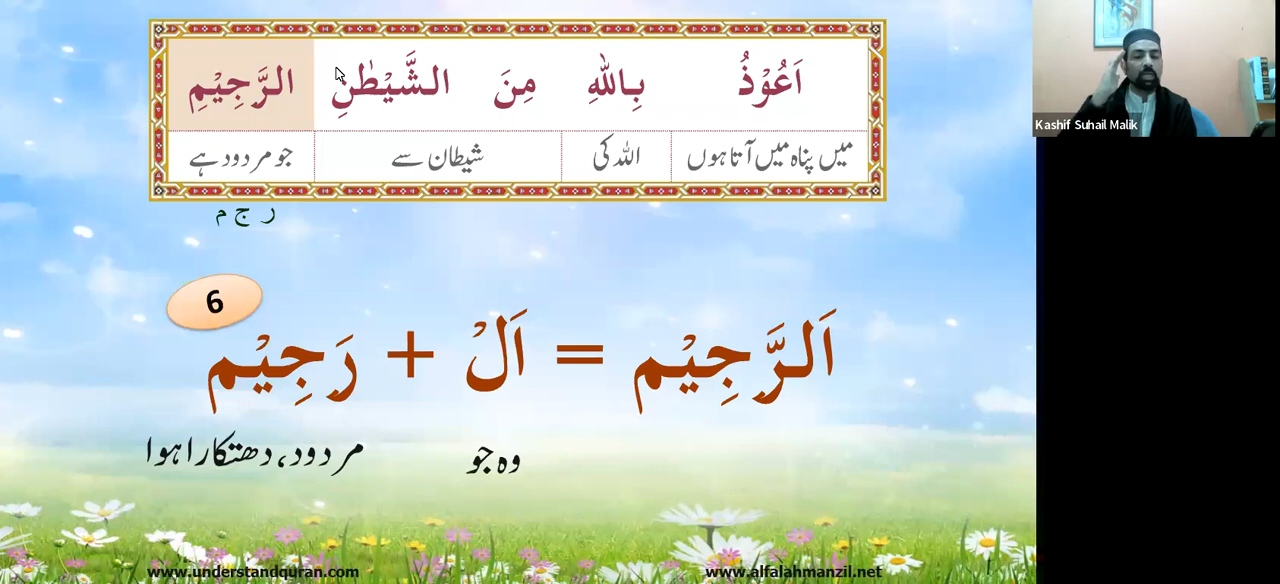 اَعُوْذُ بِاللّٰهِ مِنَ الشَّيْطٰنِ الرَّجِيْمِ
میں پناہ میں آتا ہوں اللہ کی شیطان سے جو مردود ہے
ر ج م
6
اَلرَّجِيْم = اَلْ + رَجِيْم
وہ جو مردود، دھتکارا ہوا
www.understandquran.com www.alfalahmanzil.net
Kashif Suhail Malik